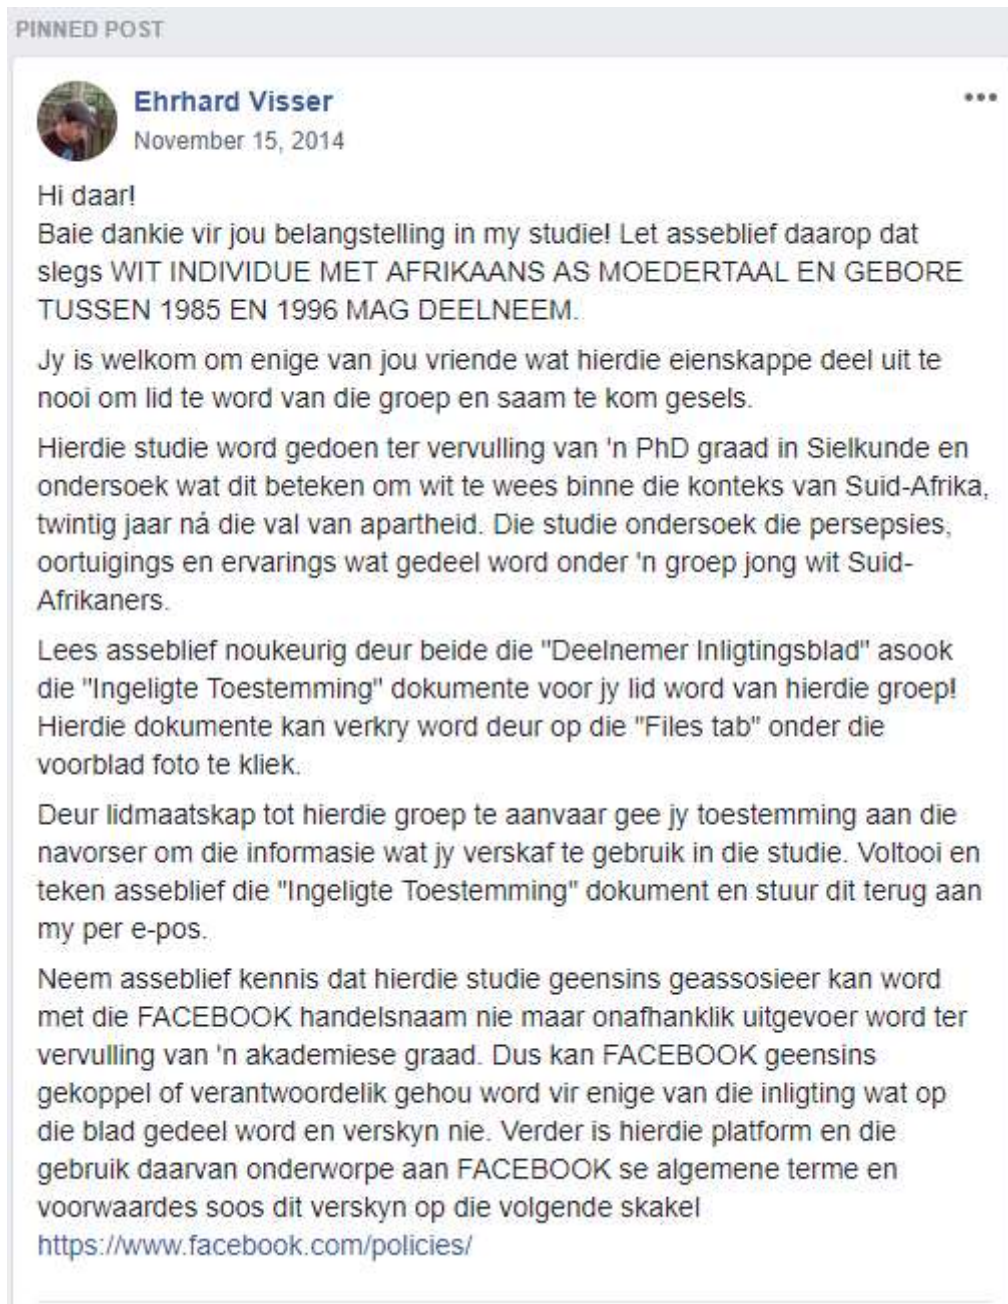 PINNED POST
Ehrhard Visser
November 15, 2014
Hi daar!
Baie dankie vir jou belangstelling in my studie! Let asseblief daarop dat
slegs WIT INDIVIDUE MET AFRIKAANS AS MOEDERTAAL EN GEBORE
TUSSEN 1985 EN 1996 MAG DEELNEEM.
Jy is welkom om enige van jou vriende wat hierdie eienskappe deel uit te
nooi om lid te word van die groep en saam te kom gesels.
Hierdie studie word gedoen ter vervulling van 'n PhD graad in Sielkunde en
ondersoek wat dit beteken om wit te wees binne die konteks van Suid-Afrika,
twintig jaar ná die val van apartheid. Die studie ondersoek die persepsies,
oortuigings en ervarings wat gedeel word onder 'n groep jong wit Suid-
Afrikaners.
Lees asseblief noukeurig deur beide die "Deelnemer Inligtingsblad" asook
die "Ingeligte Toestemming" dokumente voor jy lid word van hierdie groep!
Hierdie dokumente kan verkry word deur op die "Files tab" onder die
voorblad foto te kliek.
Deur lidmaatskap tot hierdie groep te aanvaar gee jy toestemming aan die
navorser om die informasie wat jy verskaf te gebruik in die studie. Voltooi en
teken asseblief die "Ingeligte Toestemming" dokument en stuur dit terug aan
my per e-pos.
Neem asseblief kennis dat hierdie studie geensins geassosieer kan word
met die FACEBOOK handelsnaam nie maar onafhanklik uitgevoer word ter
vervulling van 'n akademiese graad. Dus kan FACEBOOK geensins
gekoppel of verantwoordelik gehou word vir enige van die inligting wat op
die blad gedeel word en verskyn nie. Verder is hierdie platform en die
gebruik daarvan onderworpe aan FACEBOOK se algemene terme en
voorwaardes soos dit verskyn op die volgende skakel
https://www.facebook.com/policies/